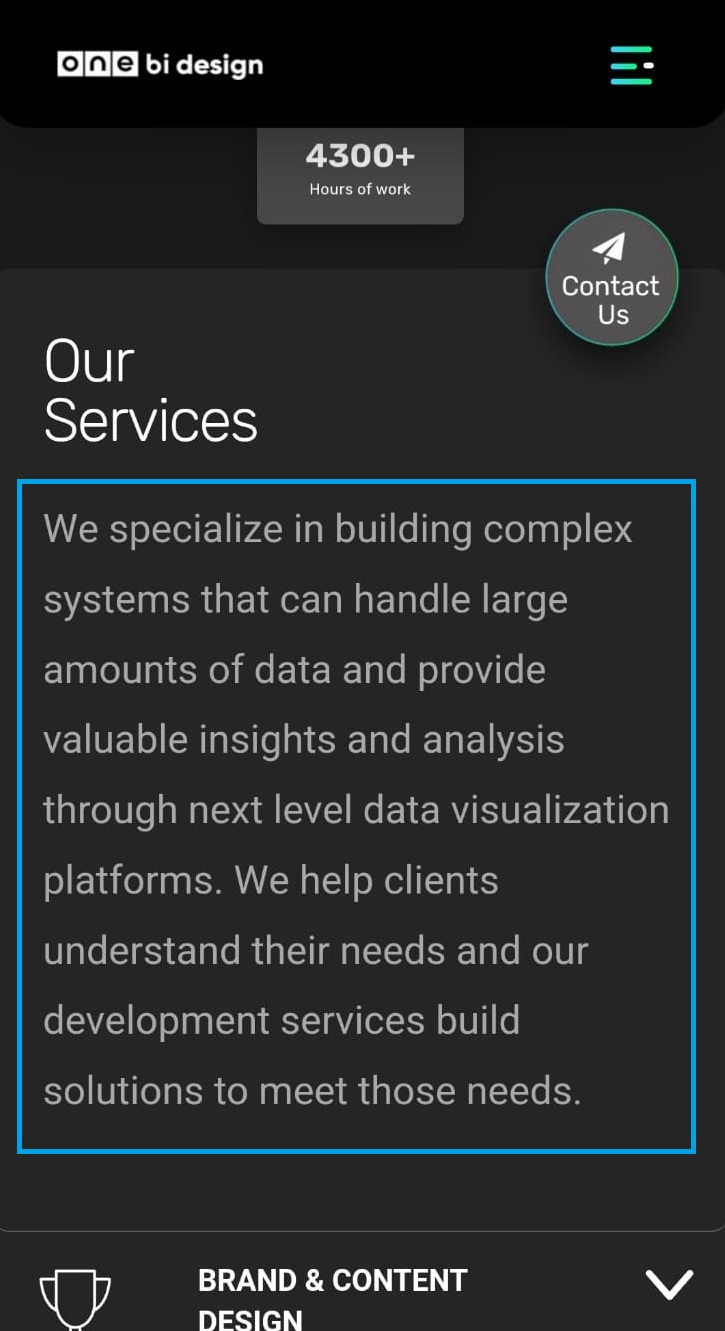 one bi design
4300+
Hours of work
Contact
Us
Our
Services
We specialize in building complex
systems that can handle large
amounts of data and provide
valuable insights and analysis
through next level data visualization
platforms. We help clients
understand their needs and our
development services build
solutions to meet those needs.
BRAND & CONTENT
DESIGN